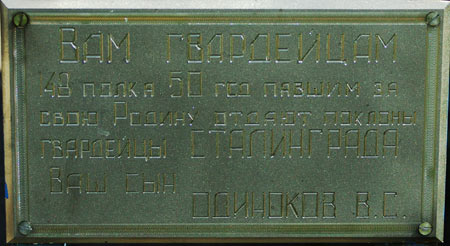 Вам гвардейцам
148 полка 50 гсд павшим за
свою Родину отдают поклоны
гвардейцы СТАЛИНГРАДА
Ваш сын
ОДИНОКОВ В.С.